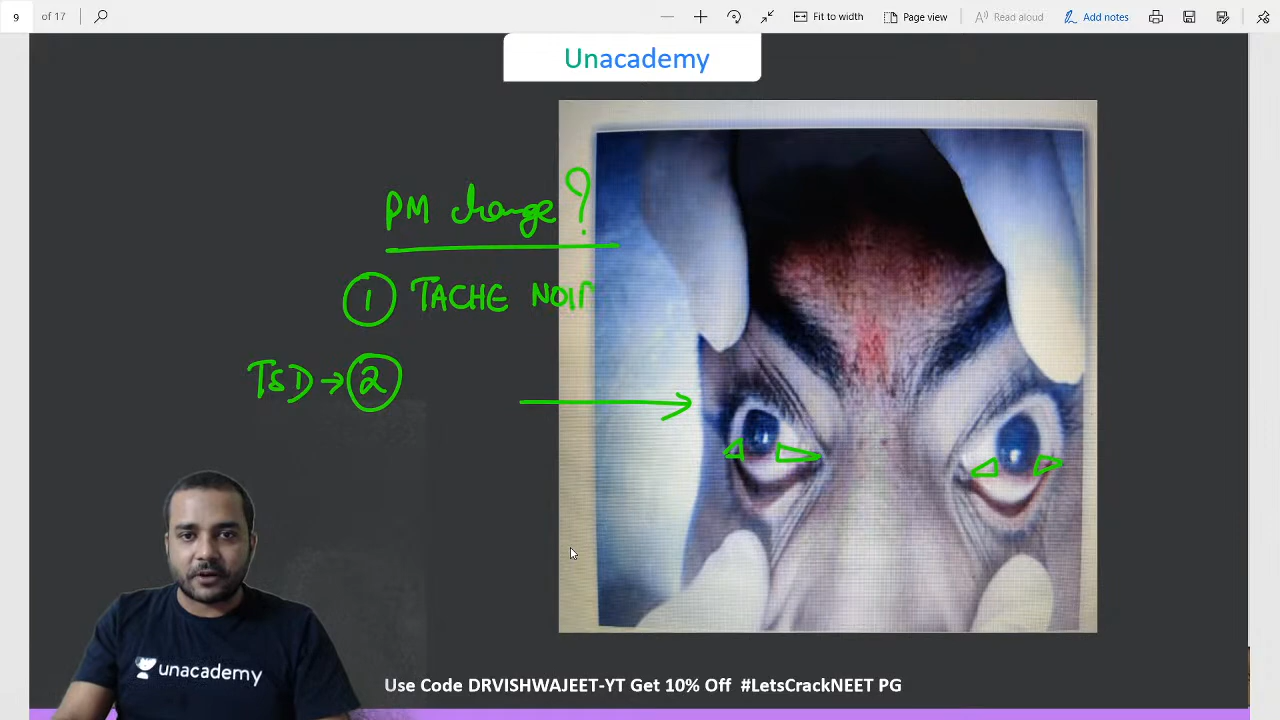 9 of 17 Fit to width Page view Read aloud Add notes
Unacademy
PM change?
1 TACHE NOIr
TSD → 2
unacademy
Use Code DRVISHWAJEET-YT Get 10% Off #LetsCrackNEET PG